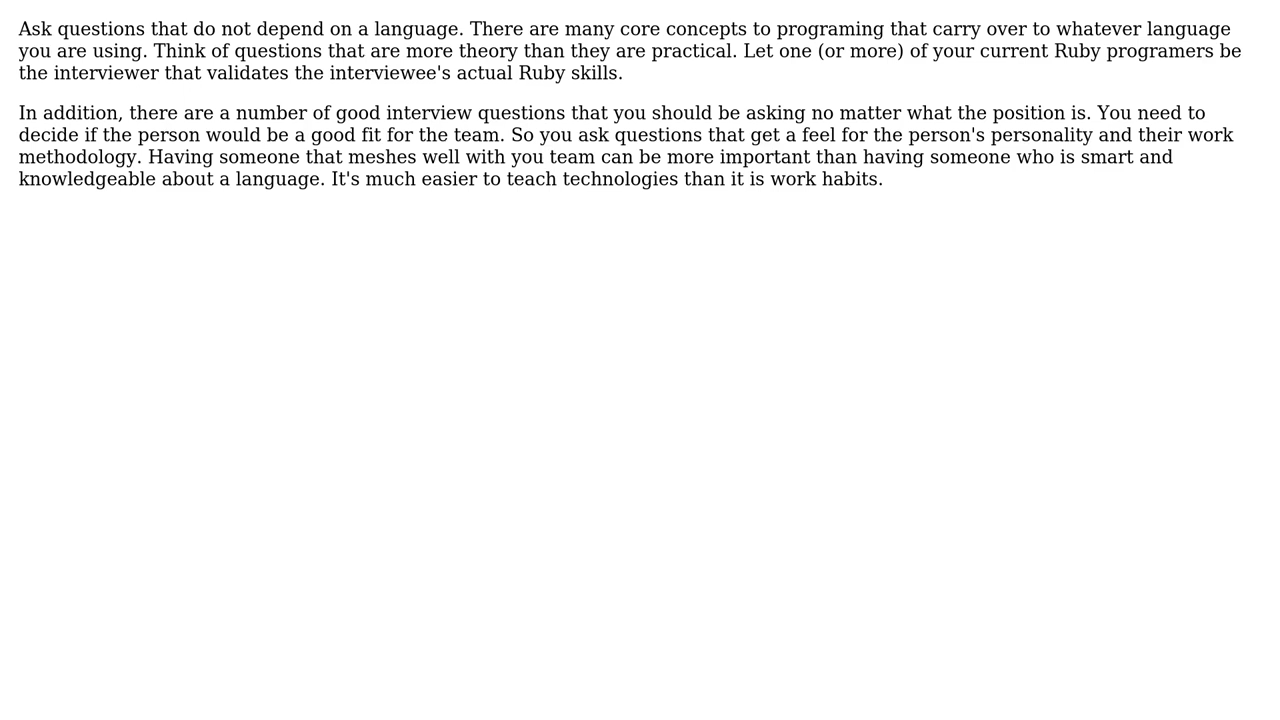 Ask questions that do not depend on a language. There are many core concepts to programing that carry over to whatever language
you are using. Think of questions that are more theory than they are practical. Let one (or more) of your current Ruby programers be
the interviewer that validates the interviewee's actual Ruby skills.
In addition, there are a number of good interview questions that you should be asking no matter what the position is. You need to
decide if the person would be a good fit for the team. So you ask questions that get a feel for the person's personality and their work
methodology. Having someone that meshes well with you team can be more important than having someone who is smart and
knowledgeable about a language. It's much easier to teach technologies than it is work habits.